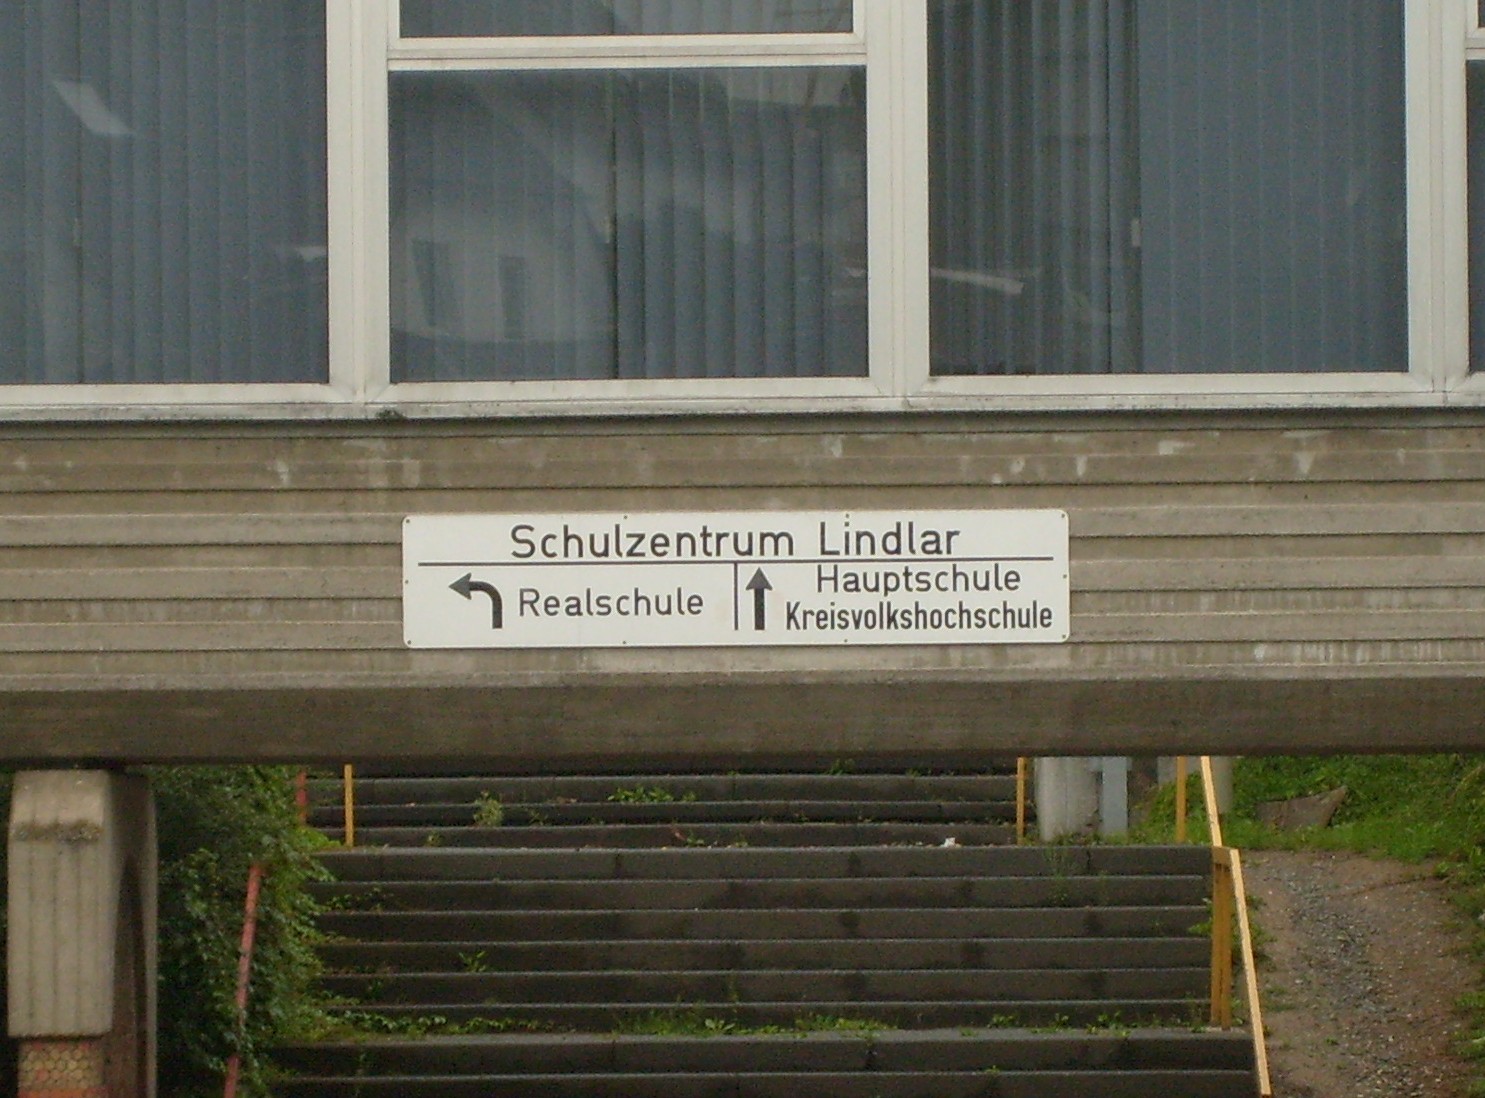 Schulzentrum Lindlar
Realschule
Hauptschule
Kreisvolkshochschule